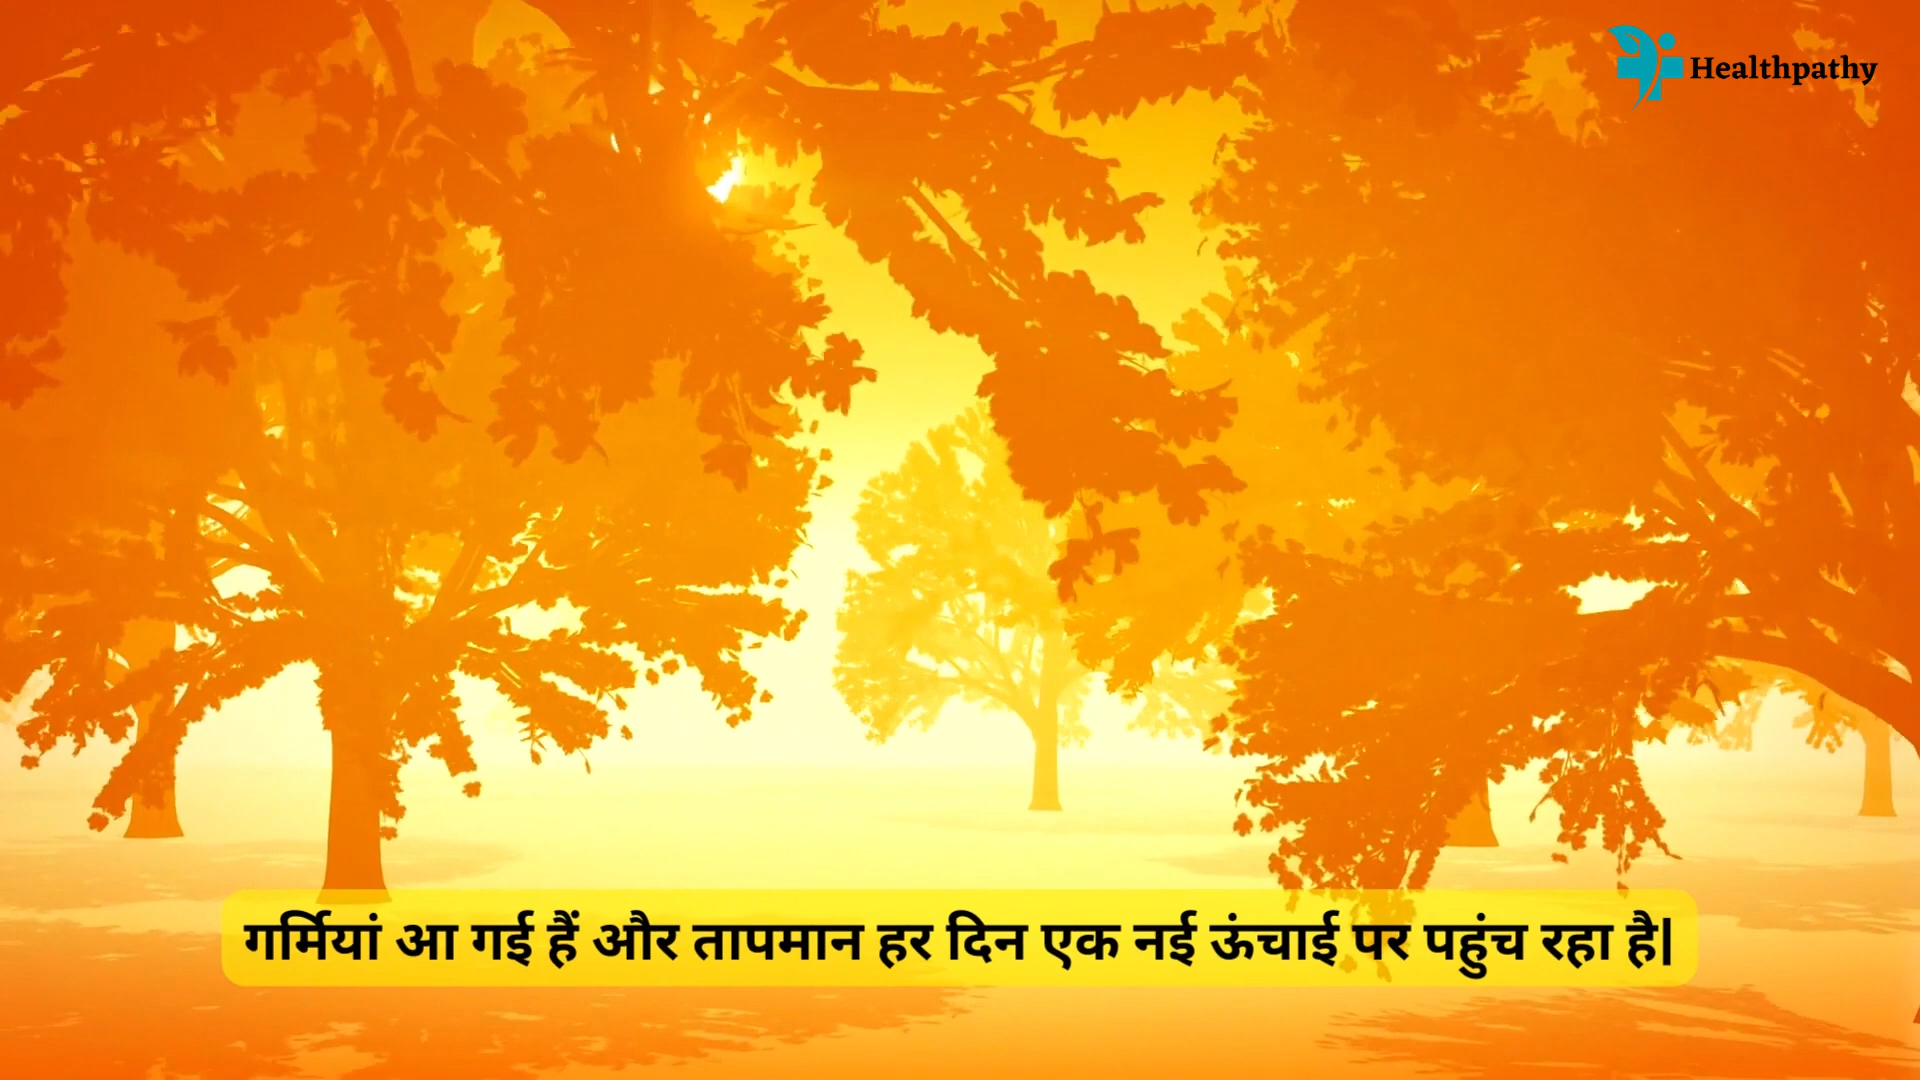 Healthpathy
गर्मियां आ गई हैं और तापमान हर दिन एक नई ऊंचाई पर पहुंच रहा है|